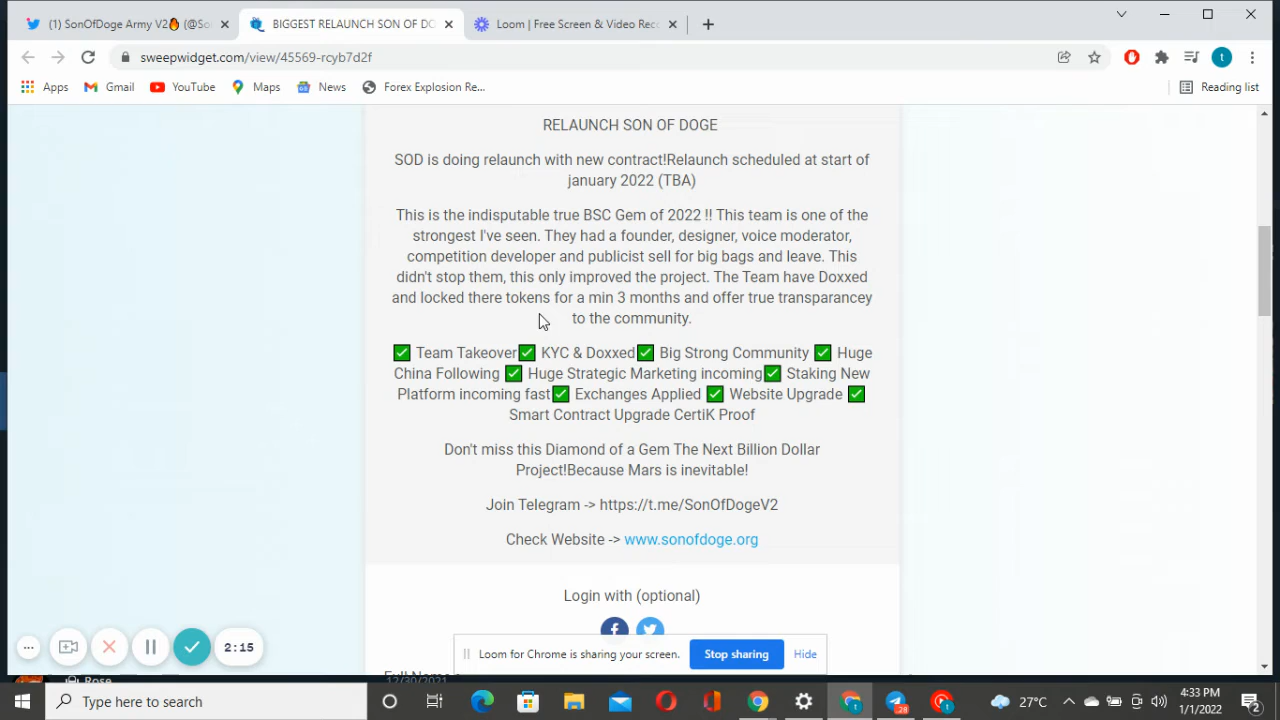 (1) SonOfDoge Army V2🔥 (@So
BIGGEST RELAUNCH SON OF DO
Loom | Free Screen & Video Rec
sweepwidget.com/view/45569-rcyb7d2f
t
Apps
Gmail
YouTube
Maps
News
Forex Explosion Re...
Reading list
RELAUNCH SON OF DOGE
SOD is doing relaunch with new contract!Relaunch scheduled at start of
january 2022 (TBA)
This is the indisputable true BSC Gem of 2022 !! This team is one of the
strongest I've seen. They had a founder, designer, voice moderator,
competition developer and publicist sell for big bags and leave. This
didn't stop them, this only improved the project. The Team have Doxxed
and locked there tokens for a min 3 months and offer true transparancey
to the community.
✅ Team Takeover✅ KYC & Doxxed✅ Big Strong Community ✅ Huge
China Following ✅ Huge Strategic Marketing incoming✅ Staking New
Platform incoming fast✅ Exchanges Applied ✅ Website Upgrade ✅
Smart Contract Upgrade CertiK Proof
Don't miss this Diamond of a Gem The Next Billion Dollar
Project!Because Mars is inevitable!
Join Telegram -> https://t.me/SonOfDogeV2
Check Website -> www.sonofdoge.org
Login with (optional)
2:15
Loom for Chrome is sharing your screen.
Stop sharing
Hide
Full Name
Rose
12/30/2021
Type here to search
28
27°C
4:33 PM
1/1/2022
2